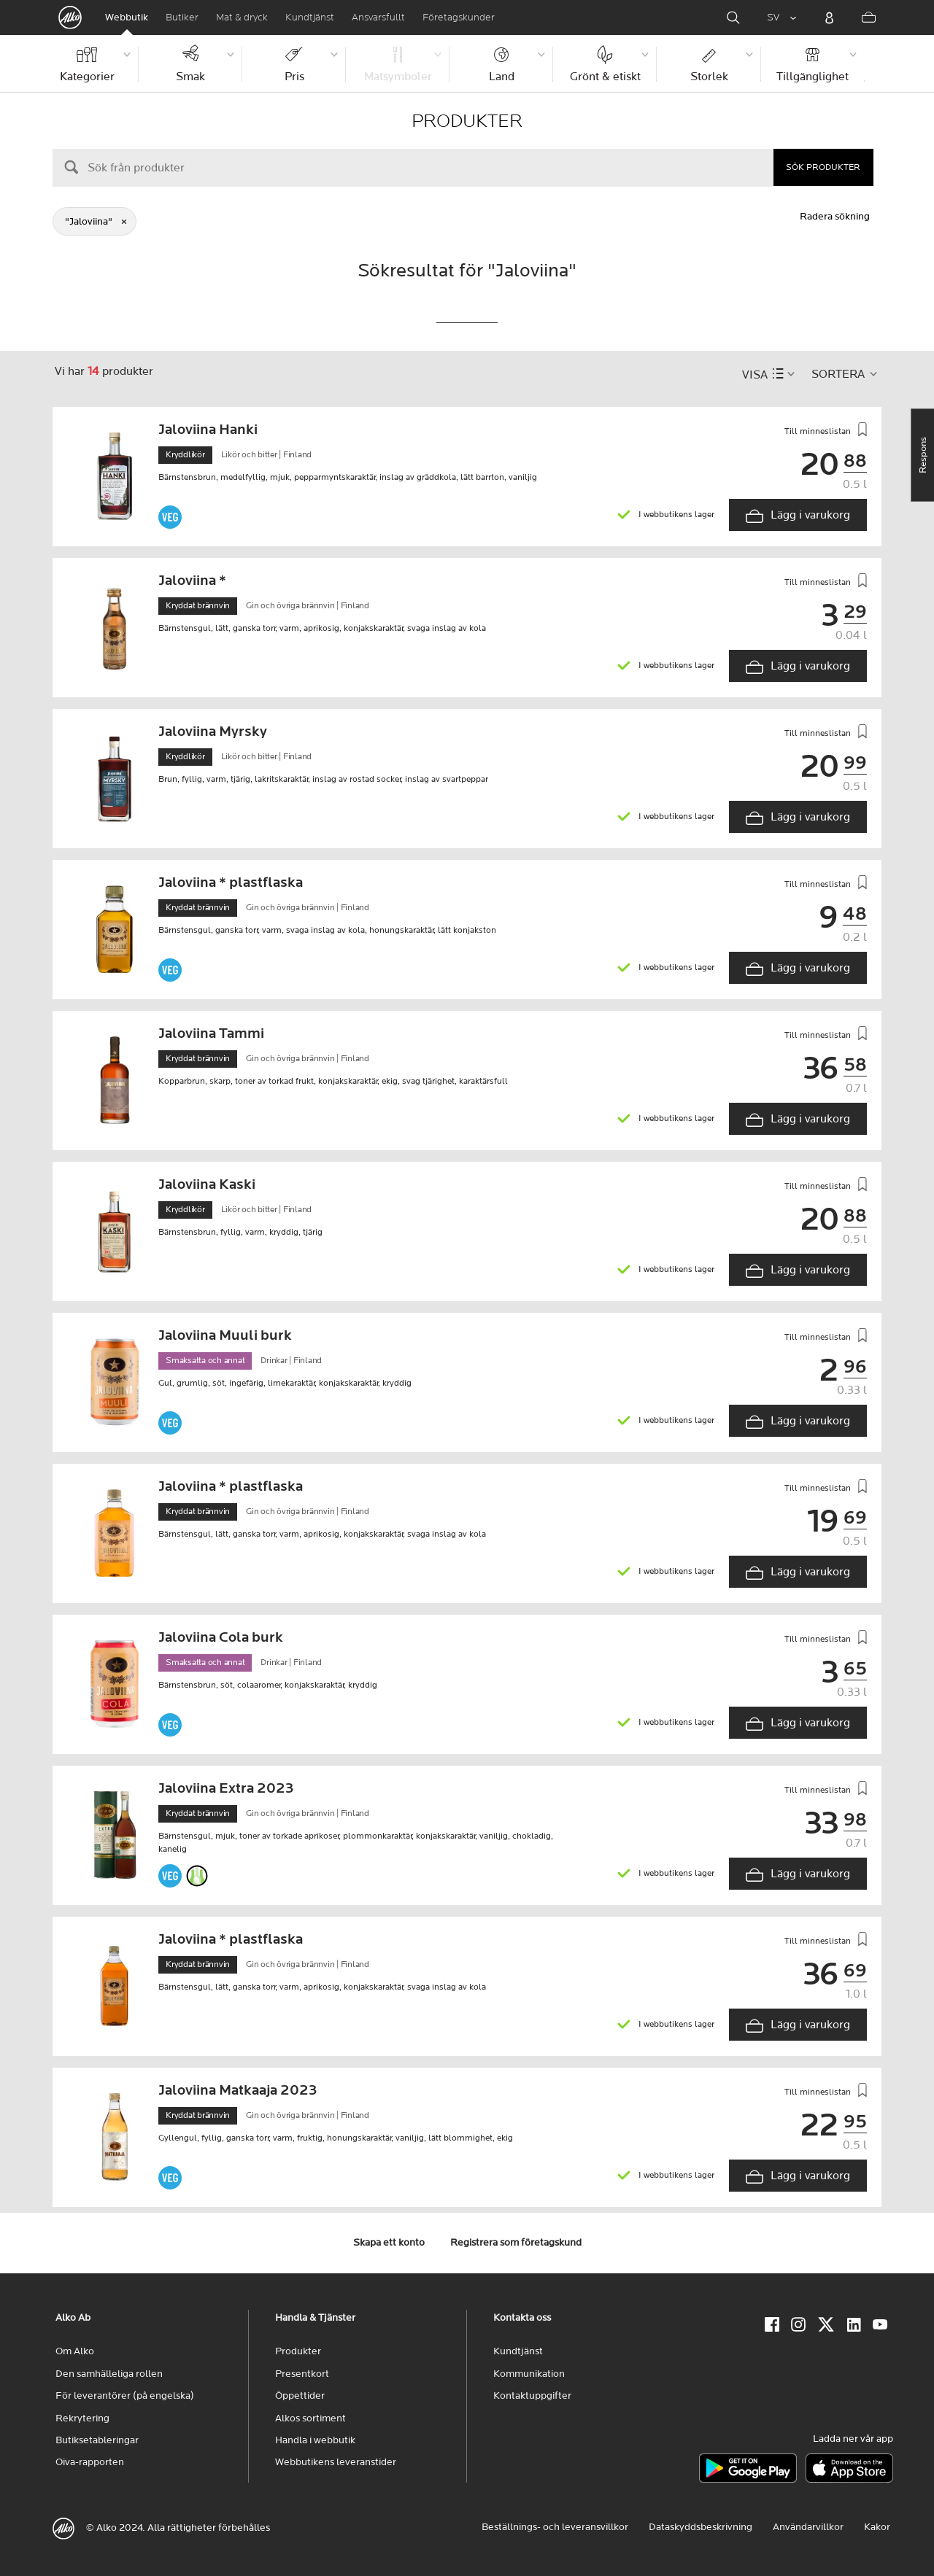 Alko Webbutik Butiker Mat & dryck Kundtjänst Ansvarsfullt Företagskunder SV
Kategorier Smak Pris Matsymboler Land Grönt & etiskt Storlek Tillgänglighet
PRODUKTER
Sök från produkter SÖK PRODUKTER
"Jaloviina" × Radera sökning
Sökresultat för "Jaloviina"
Vi har 14 produkter VISA SORTERA
Respons
Jaloviina Hanki Till minneslistan
Kryddlikör Likör och bitter | Finland 20 88
Bärnstensbrun, medelfyllig, mjuk, pepparmyntskaraktär, inslag av gräddkola, lätt barrton, vaniljig 0.5 l
VEG I webbutikens lager Lägg i varukorg
Jaloviina * Till minneslistan
Kryddat brännvin Gin och övriga brännvin | Finland 3 29
Bärnstensgul, lätt, ganska torr, varm, aprikosig, konjakskaraktär, svaga inslag av kola 0.04 l
I webbutikens lager Lägg i varukorg
Jaloviina Myrsky Till minneslistan
Kryddlikör Likör och bitter | Finland 20 99
Brun, fyllig, varm, tjärig, lakritskaraktär, inslag av rostad socker, inslag av svartpeppar 0.5 l
I webbutikens lager Lägg i varukorg
Jaloviina * plastflaska Till minneslistan
Kryddat brännvin Gin och övriga brännvin | Finland 9 48
Bärnstensgul, ganska torr, varm, svaga inslag av kola, honungskaraktär, lätt konjakston 0.2 l
VEG I webbutikens lager Lägg i varukorg
Jaloviina Tammi Till minneslistan
Kryddat brännvin Gin och övriga brännvin | Finland 36 58
Kopparbrun, skarp, toner av torkad frukt, konjakskaraktär, ekig, svag tjärighet, karaktärsfull 0.7 l
I webbutikens lager Lägg i varukorg
Jaloviina Kaski Till minneslistan
Kryddlikör Likör och bitter | Finland 20 88
Bärnstensbrun, fyllig, varm, kryddig, tjärig 0.5 l
I webbutikens lager Lägg i varukorg
Jaloviina Muuli burk Till minneslistan
Smaksatta och annat Drinkar | Finland 2 96
Gul, grumlig, söt, ingefärig, limekaraktär, konjakskaraktär, kryddig 0.33 l
VEG I webbutikens lager Lägg i varukorg
Jaloviina * plastflaska Till minneslistan
Kryddat brännvin Gin och övriga brännvin | Finland 19 69
Bärnstensgul, lätt, ganska torr, varm, aprikosig, konjakskaraktär, svaga inslag av kola 0.5 l
I webbutikens lager Lägg i varukorg
Jaloviina Cola burk Till minneslistan
Smaksatta och annat Drinkar | Finland 3 65
Bärnstensbrun, söt, colaaromer, konjakskaraktär, kryddig 0.33 l
VEG I webbutikens lager Lägg i varukorg
Jaloviina Extra 2023 Till minneslistan
Kryddat brännvin Gin och övriga brännvin | Finland 33 98
Bärnstensgul, mjuk, toner av torkade aprikoser, plommonkaraktär, konjakskaraktär, vaniljig, chokladig, 0.7 l
kanelig
VEG I webbutikens lager Lägg i varukorg
Jaloviina * plastflaska Till minneslistan
Kryddat brännvin Gin och övriga brännvin | Finland 36 69
Bärnstensgul, lätt, ganska torr, varm, aprikosig, konjakskaraktär, svaga inslag av kola 1.0 l
I webbutikens lager Lägg i varukorg
Jaloviina Matkaaja 2023 Till minneslistan
Kryddat brännvin Gin och övriga brännvin | Finland 22 95
Gyllengul, fyllig, ganska torr, varm, fruktig, honungskaraktär, vaniljig, lätt blommighet, ekig 0.5 l
VEG I webbutikens lager Lägg i varukorg
Skapa ett konto Registrera som företagskund
Alko Ab
Om Alko
Den samhälleliga rollen
För leverantörer (på engelska)
Rekrytering
Butiksetableringar
Oiva-rapporten
Handla & Tjänster
Produkter
Presentkort
Öppettider
Alkos sortiment
Handla i webbutik
Webbutikens leveranstider
Kontakta oss
Kundtjänst
Kommunikation
Kontaktuppgifter
Ladda ner vår app
GET IT ON Google Play
Download on the App Store
Alko © Alko 2024. Alla rättigheter förbehålles Beställnings- och leveransvillkor Dataskyddsbeskrivning Användarvillkor Kakor